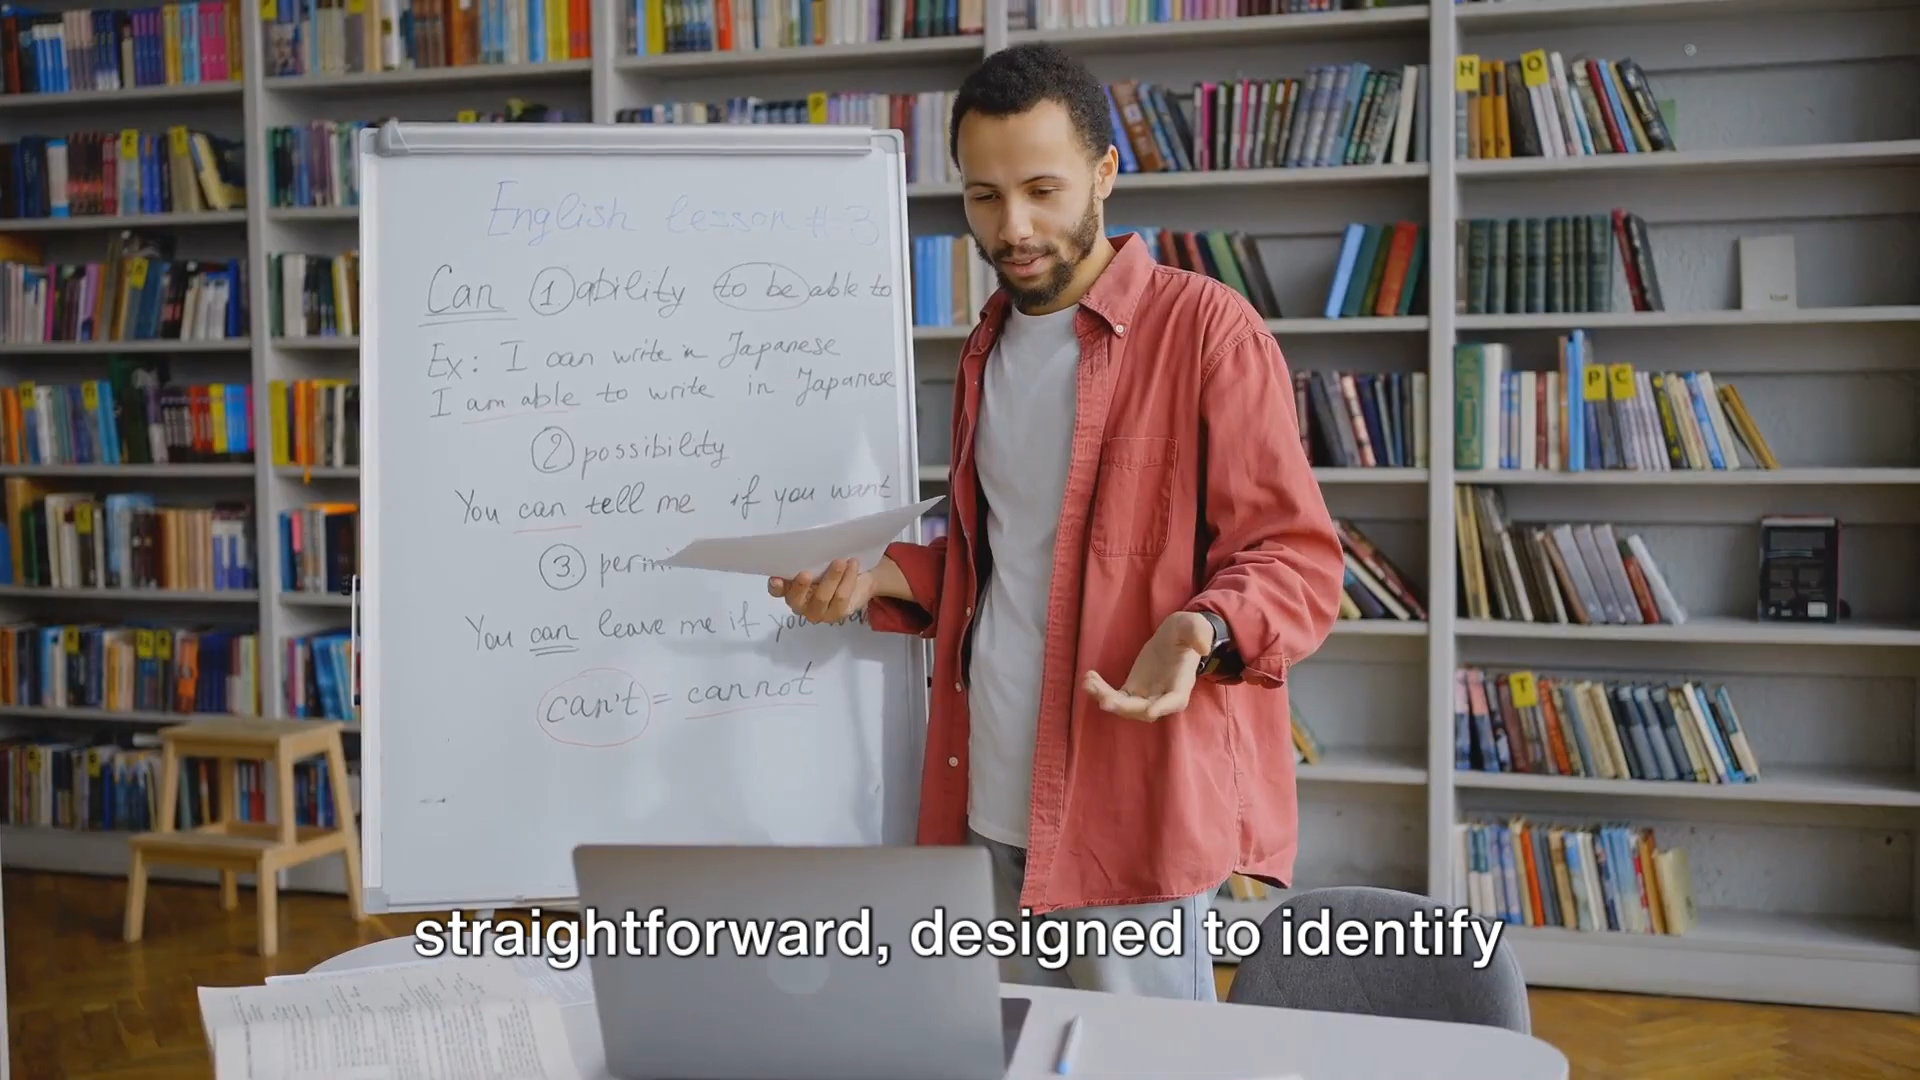 English lesson #3
Can ① ability to be able to
Ex: I can write in Japanese
I am able to write in Japanese
② possibility
You can tell me if you want
③
You can leave me if you
can't = cannot
straightforward, designed to identify
H O
P
P C
T